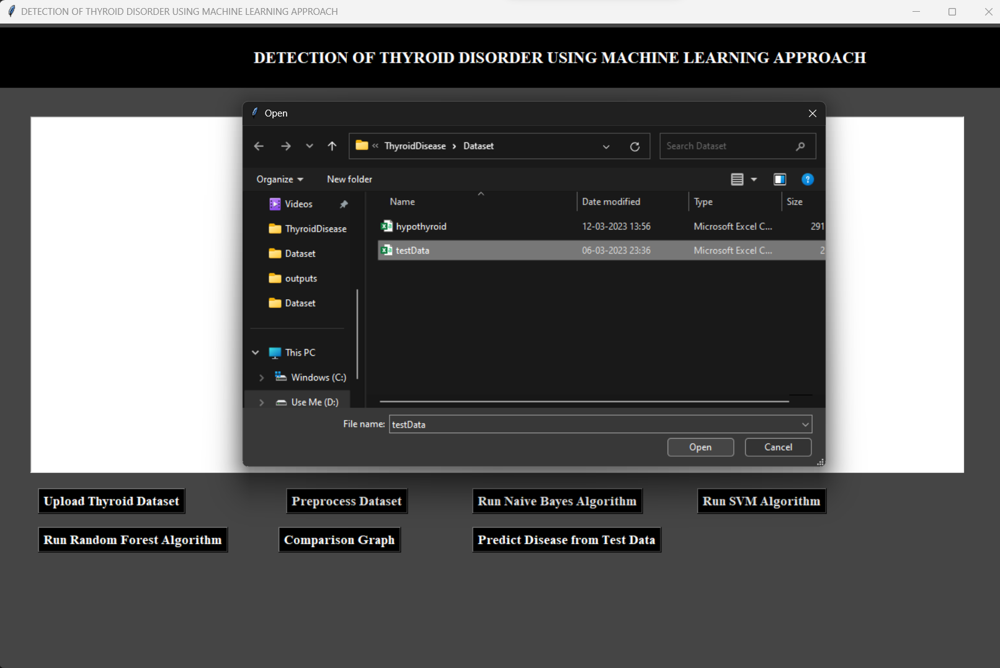 DETECTION OF THYROID DISORDER USING MACHINE LEARNING APPROACH
DETECTION OF THYROID DISORDER USING MACHINE LEARNING APPROACH
Open
« ThyroidDisease › Dataset
Search Dataset
Organize
New folder
?
Videos
ThyroidDisease
Dataset
outputs
Dataset
This PC
Windows (C:)
Use Me (D:)
Name Date modified Type Size
hypothyroid 12-03-2023 13:56 Microsoft Excel C... 291
testData 06-03-2023 23:36 Microsoft Excel C... 2
File name: testData
Open Cancel
Upload Thyroid Dataset Preprocess Dataset Run Naive Bayes Algorithm Run SVM Algorithm
Run Random Forest Algorithm Comparison Graph Predict Disease from Test Data